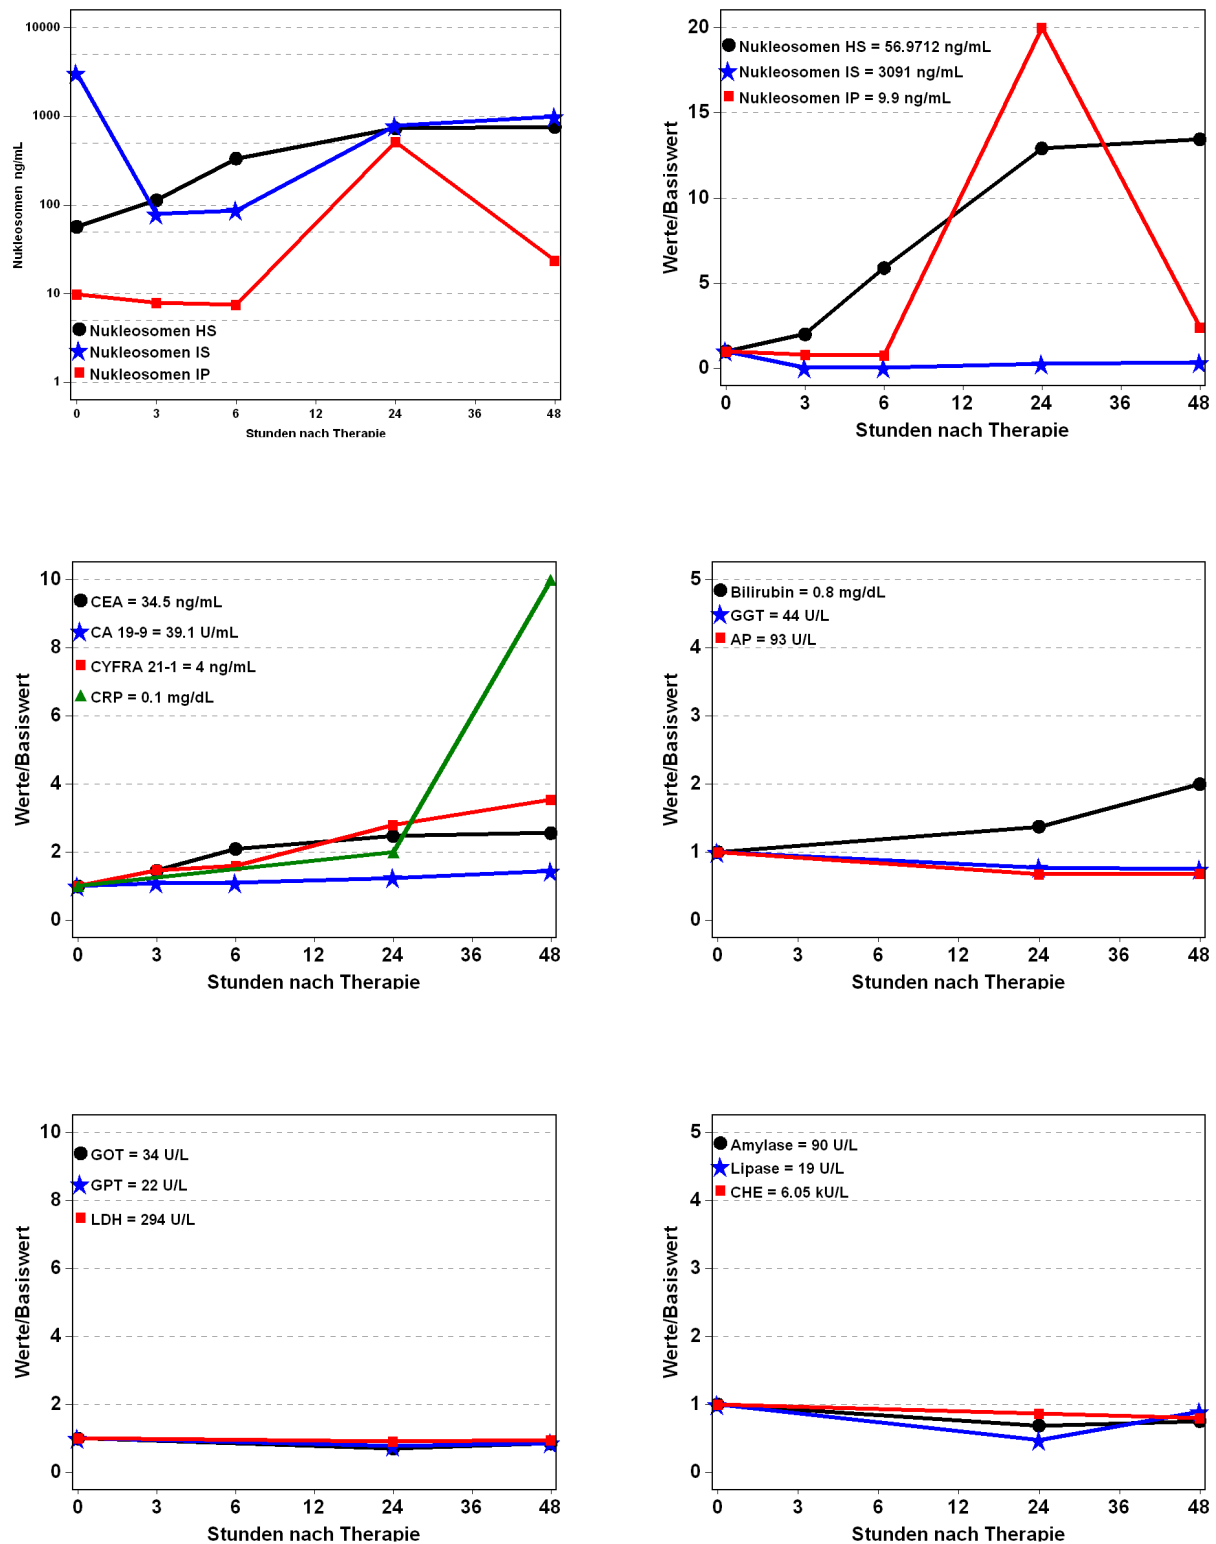 10000
1000
100
10
1
Nukleosomen ng/mL
Nukleosomen HS
Nukleosomen IS
Nukleosomen IP
0 3 6 12 24 36 48
Stunden nach Therapie
20
15
10
5
0
Werte/Basiswert
Nukleosomen HS = 56.9712 ng/mL
Nukleosomen IS = 3091 ng/mL
Nukleosomen IP = 9.9 ng/mL
0 3 6 12 24 36 48
Stunden nach Therapie
10
8
6
4
2
0
Werte/Basiswert
CEA = 34.5 ng/mL
CA 19-9 = 39.1 U/mL
CYFRA 21-1 = 4 ng/mL
CRP = 0.1 mg/dL
0 3 6 12 24 36 48
Stunden nach Therapie
5
4
3
2
1
0
Werte/Basiswert
Bilirubin = 0.8 mg/dL
GGT = 44 U/L
AP = 93 U/L
0 3 6 12 24 36 48
Stunden nach Therapie
10
8
6
4
2
0
Werte/Basiswert
GOT = 34 U/L
GPT = 22 U/L
LDH = 294 U/L
0 3 6 12 24 36 48
Stunden nach Therapie
5
4
3
2
1
0
Werte/Basiswert
Amylase = 90 U/L
Lipase = 19 U/L
CHE = 6.05 kU/L
0 3 6 12 24 36 48
Stunden nach Therapie